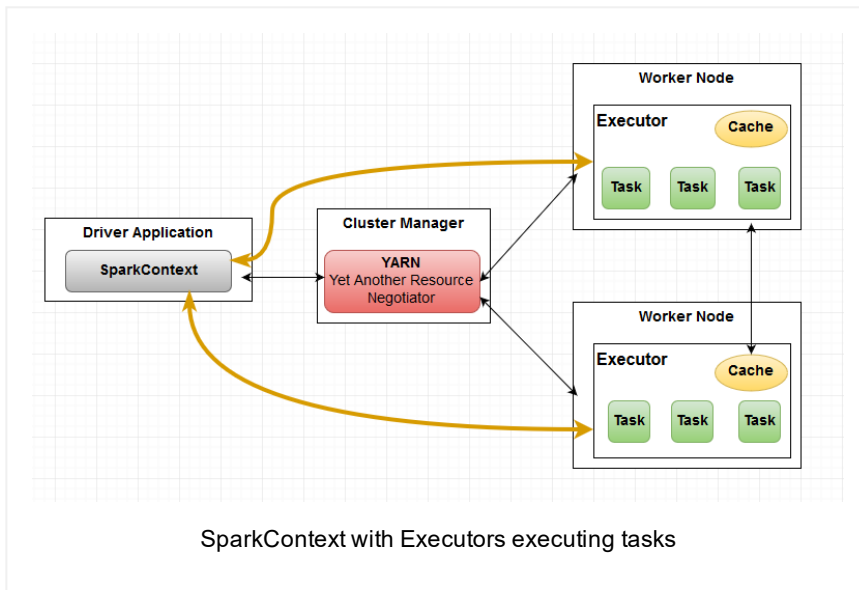 Driver Application
SparkContext
Cluster Manager
YARN
Yet Another Resource
Negotiator
Worker Node
Executor
Cache
Task Task Task
Worker Node
Executor
Cache
Task Task Task
SparkContext with Executors executing tasks